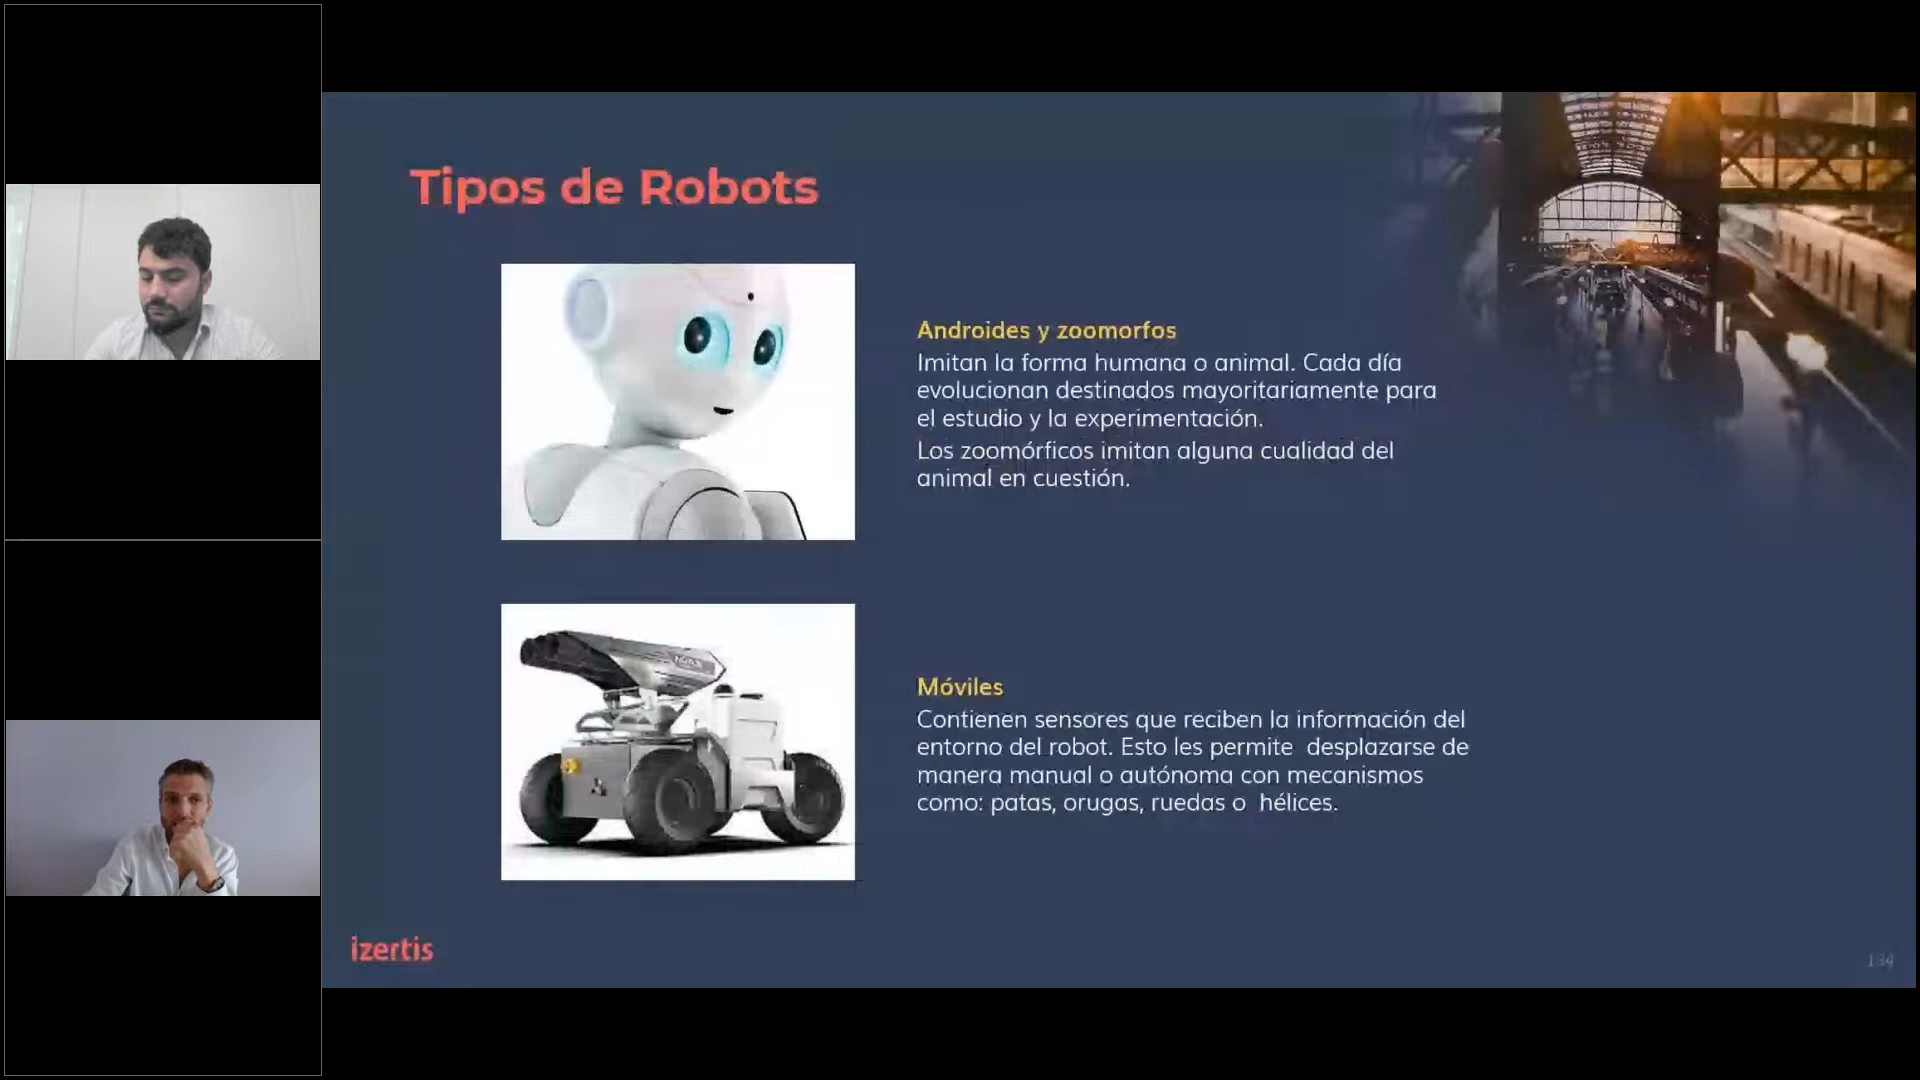 Tipos de Robots
Androides y zoomorfos
Imitan la forma humana o animal. Cada día
evolucionan destinados mayoritariamente para
el estudio y la experimentación.
Los zoomórficos imitan alguna cualidad del
animal en cuestión.
Móviles
Contienen sensores que reciben la información del
entorno del robot. Esto les permite desplazarse de
manera manual o autónoma con mecanismos
como: patas, orugas, ruedas o hélices.
izertis